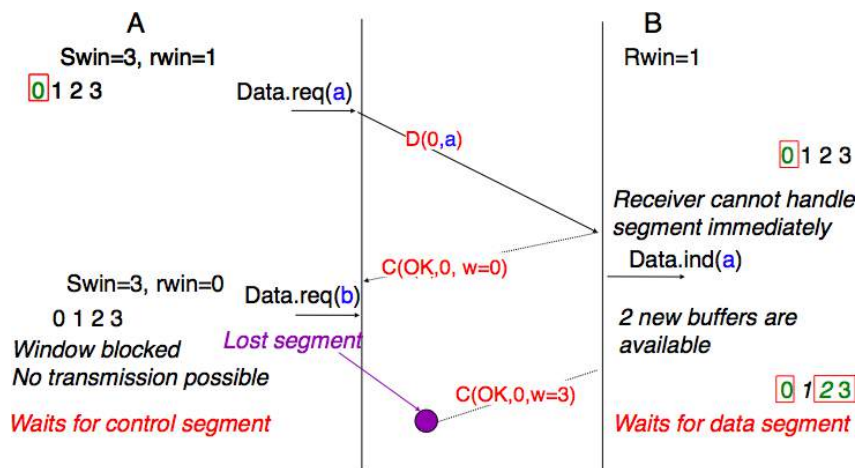 A
B
Swin=3, rwin=1
Rwin=1
0 1 2 3
Data.req(a)
D(0,a)
0 1 2 3
Receiver cannot handle
segment immediately
C(OK,0, w=0)
Data.ind(a)
Swin=3, rwin=0
Data.req(b)
0 1 2 3
2 new buffers are
available
Lost segment
Window blocked
No transmission possible
C(OK,0,w=3)
0 1 2 3
Waits for control segment
Waits for data segment